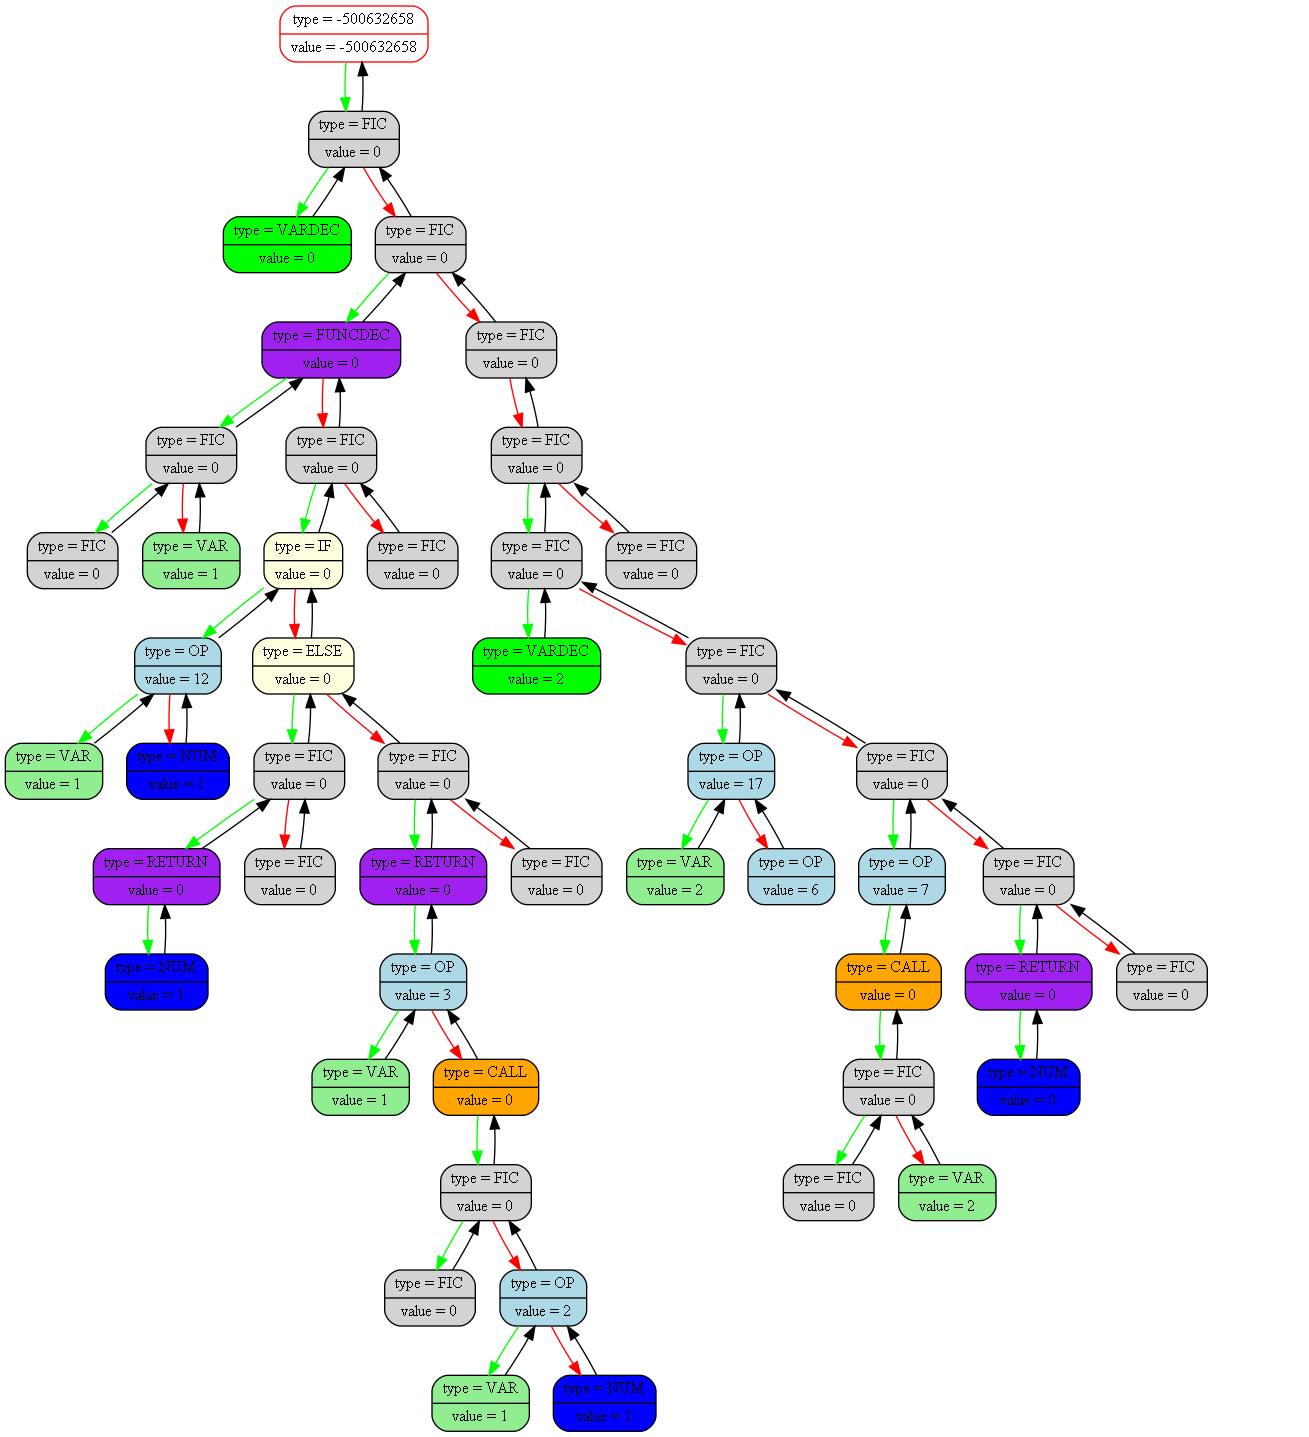 type = -500632658
value = -500632658
type = FIC
value = 0
type = VARDEC
value = 0
type = FIC
value = 0
type = FUNCDEC
value = 0
type = FIC
value = 0
type = FIC
value = 0
type = FIC
value = 0
type = FIC
value = 0
type = FIC
value = 0
type = VAR
value = 1
type = IF
value = 0
type = FIC
value = 0
type = FIC
value = 0
type = FIC
value = 0
type = OP
value = 12
type = ELSE
value = 0
type = VARDEC
value = 2
type = FIC
value = 0
type = VAR
value = 1
type = NUM
value = 1
type = FIC
value = 0
type = FIC
value = 0
type = OP
value = 17
type = FIC
value = 0
type = RETURN
value = 0
type = FIC
value = 0
type = RETURN
value = 0
type = FIC
value = 0
type = VAR
value = 2
type = OP
value = 6
type = OP
value = 7
type = FIC
value = 0
type = NUM
value = 1
type = OP
value = 3
type = CALL
value = 0
type = RETURN
value = 0
type = FIC
value = 0
type = VAR
value = 1
type = CALL
value = 0
type = FIC
value = 0
type = NUM
value = 0
type = FIC
value = 0
type = FIC
value = 0
type = VAR
value = 2
type = FIC
value = 0
type = OP
value = 2
type = VAR
value = 1
type = NUM
value = 1